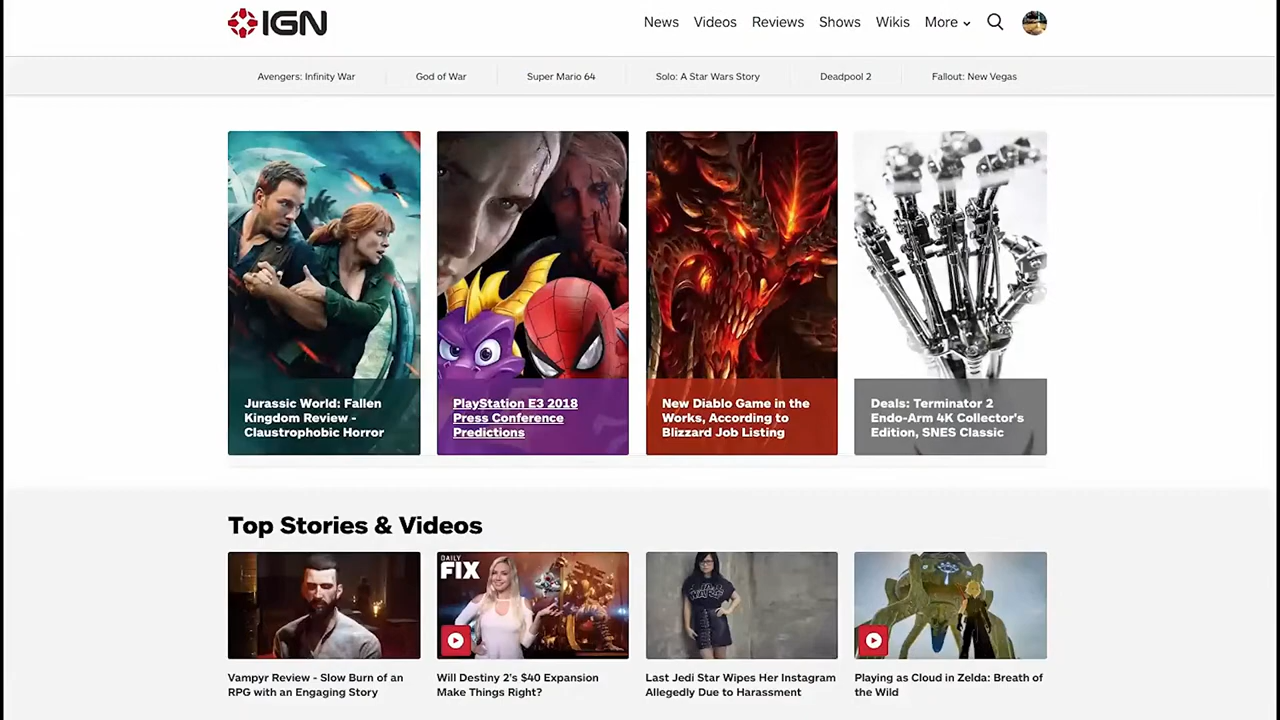 IGN
News Videos Reviews Shows Wikis More
Avengers: Infinity War God of War Super Mario 64 Solo: A Star Wars Story Deadpool 2 Fallout: New Vegas
Jurassic World: Fallen
Kingdom Review -
Claustrophobic Horror
PlayStation E3 2018
Press Conference
Predictions
New Diablo Game in the
Works, According to
Blizzard Job Listing
Deals: Terminator 2
Endo-Arm 4K Collector's
Edition, SNES Classic
Top Stories & Videos
DAILY
FIX
Vampyr Review - Slow Burn of an
RPG with an Engaging Story
Will Destiny 2's $40 Expansion
Make Things Right?
Last Jedi Star Wipes Her Instagram
Allegedly Due to Harassment
Playing as Cloud in Zelda: Breath of
the Wild